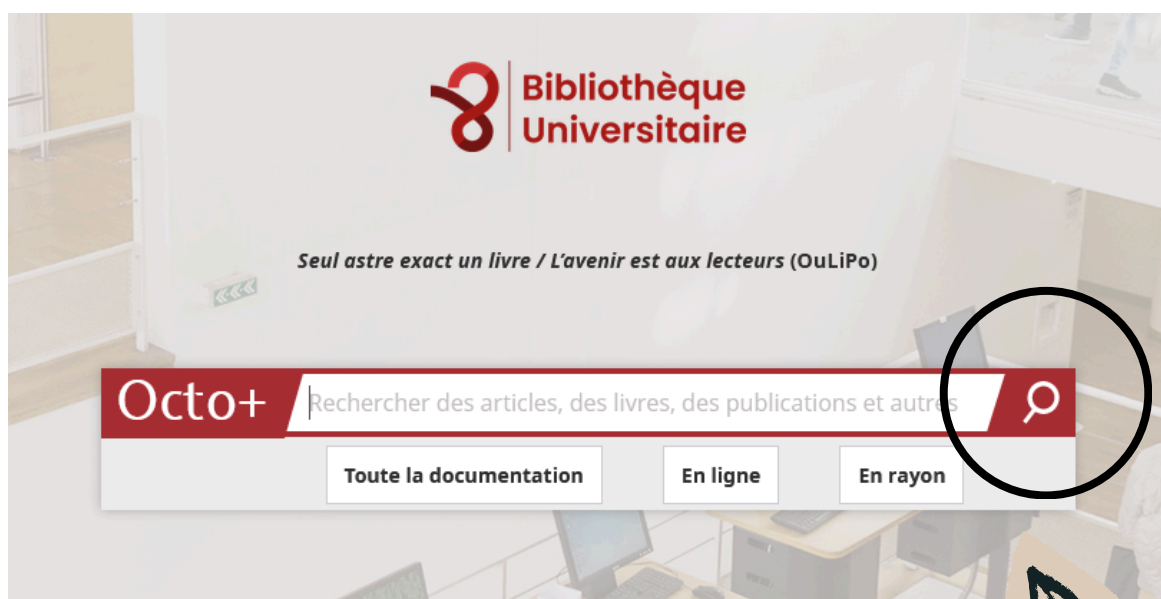 Bibliothèque
Universitaire
Seul astre exact un livre / L'avenir est aux lecteurs (OuLiPo)
Octo+ Rechercher des articles, des livres, des publications et autres
Toute la documentation En ligne En rayon